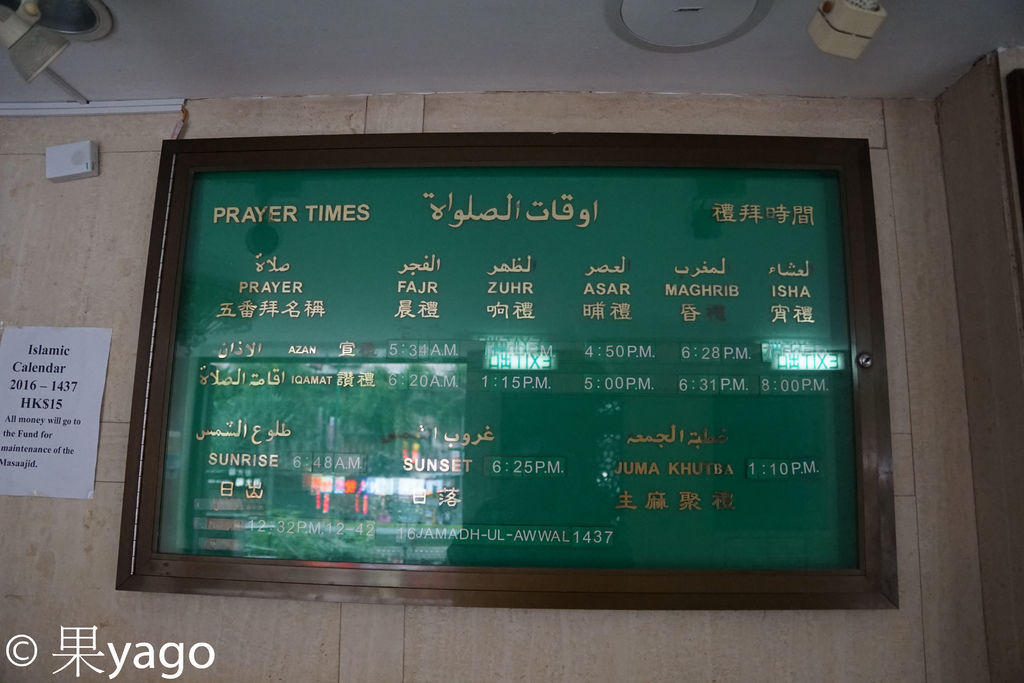 PRAYER TIMES اوقات الصلواة 禮拜時間
صلاة الفجر لظهر لعصر لمغرب لعشاء
PRAYER FAJR ZUHR ASAR MAGHRIB ISHA
五番拜名稱 晨禮 响禮 晡禮 昏禮 宵禮
الاذان AZAN 宣禮 5:34A.M. 4:50P.M. 6:28P.M.
اقامة الصلاة IQAMAT 讚禮 6:20A.M. 1:15P.M. 5:00P.M. 6:31P.M. 8:00P.M.
طلوع الشمس غروب خطبة الجمعه
SUNRISE 6:48A.M. SUNSET 6:25P.M. JUMA KHUTBA 1:10P.M.
日出 日落 主麻聚禮
12-32P.M,12-42 16JAMADH-UL-AWWAL1437
Islamic
Calendar
2016 – 1437
HK$15
All money will go to
the Fund for
maintenance of the
Masaajid.
© 果yago